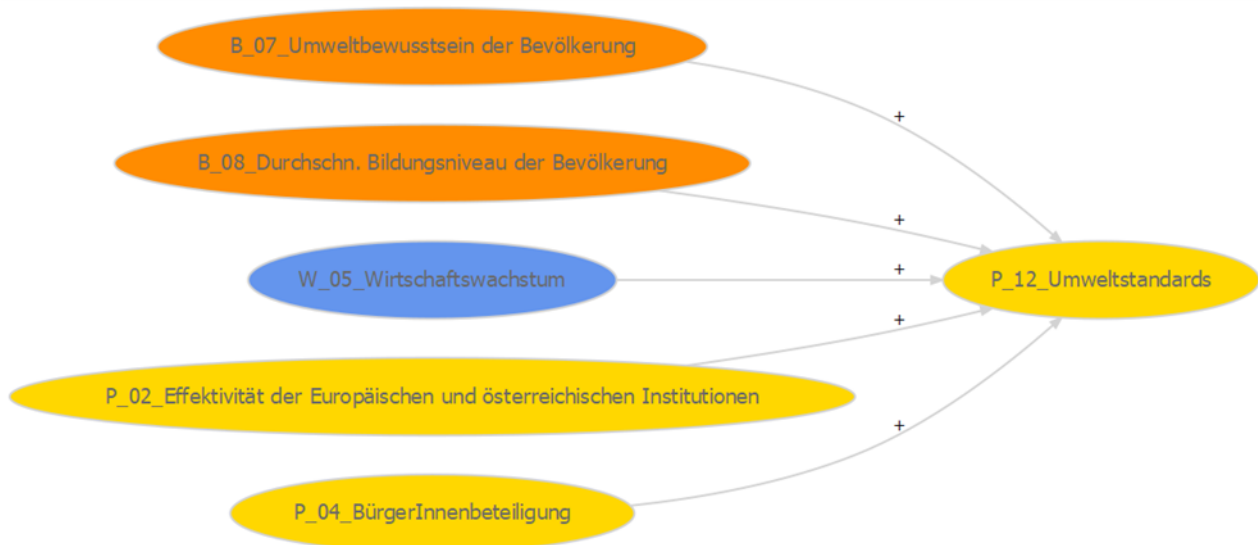 B_07_Umweltbewusstsein der Bevölkerung
+
B_08_Durchschn. Bildungsniveau der Bevölkerung
+
W_05_Wirtschaftswachstum
+
P_12_Umweltstandards
+
P_02_Effektivität der Europäischen und österreichischen Institutionen
+
P_04_BürgerInnenbeteiligung